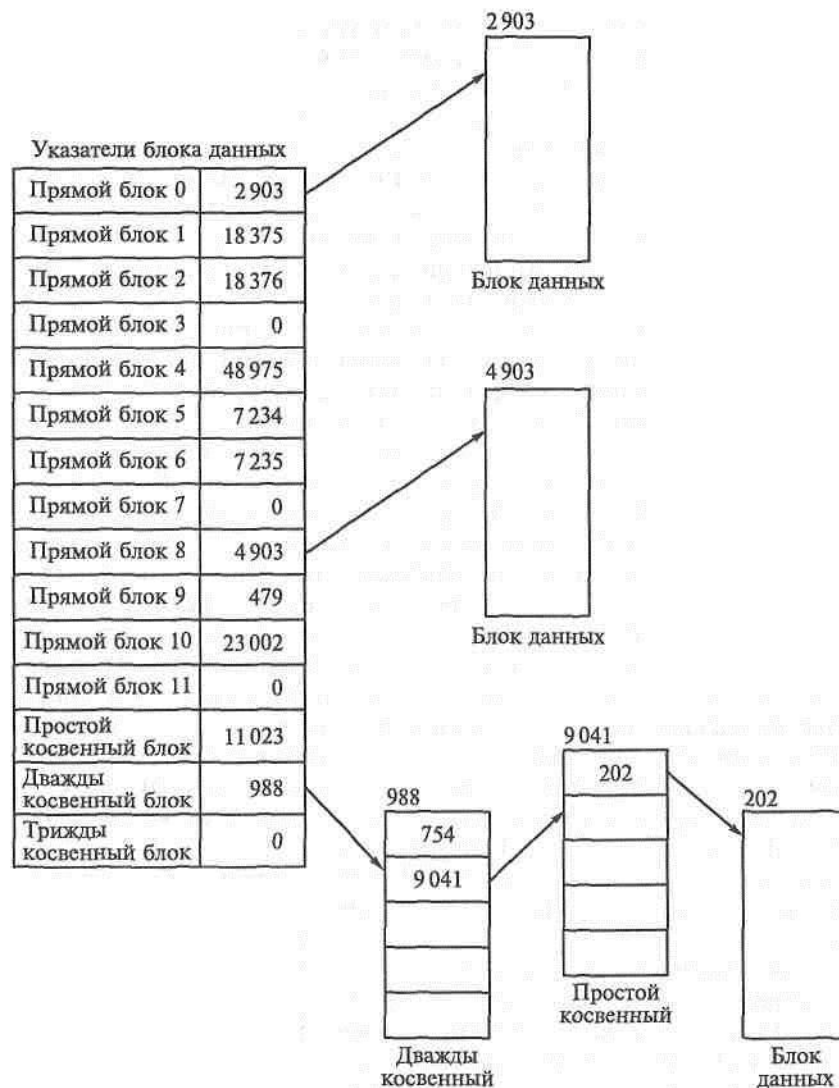 2 903
Блок данных
Указатели блока данных
Прямой блок 0 2 903
Прямой блок 1 18 375
Прямой блок 2 18 376
Прямой блок 3 0
Прямой блок 4 48 975
Прямой блок 5 7 234
Прямой блок 6 7 235
Прямой блок 7 0
Прямой блок 8 4 903
Прямой блок 9 479
Прямой блок 10 23 002
Прямой блок 11 0
Простой
косвенный блок 11 023
Дважды
косвенный блок 988
Трижды
косвенный блок 0
4 903
Блок данных
988
754
9 041
Дважды
косвенный
9 041
202
Простой
косвенный
202
Блок
данных